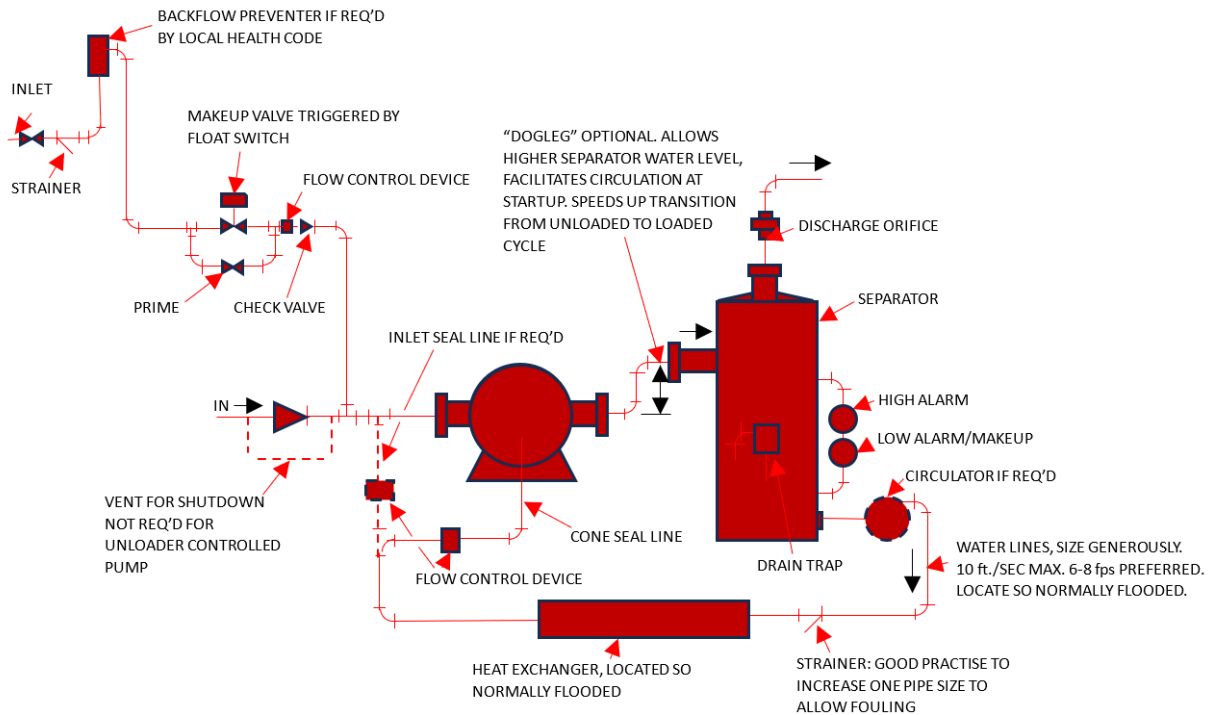 BACKFLOW PREVENTER IF REQ'D
BY LOCAL HEALTH CODE
INLET
STRAINER
MAKEUP VALVE TRIGGERED BY
FLOAT SWITCH
FLOW CONTROL DEVICE
PRIME
CHECK VALVE
“DOGLEG” OPTIONAL. ALLOWS
HIGHER SEPARATOR WATER LEVEL,
FACILITATES CIRCULATION AT
STARTUP. SPEEDS UP TRANSITION
FROM UNLOADED TO LOADED
CYCLE
DISCHARGE ORIFICE
SEPARATOR
INLET SEAL LINE IF REQ'D
IN
HIGH ALARM
LOW ALARM/MAKEUP
CIRCULATOR IF REQ'D
VENT FOR SHUTDOWN
NOT REQ'D FOR
UNLOADER CONTROLLED
PUMP
CONE SEAL LINE
FLOW CONTROL DEVICE
DRAIN TRAP
WATER LINES, SIZE GENEROUSLY.
10 ft./SEC MAX. 6-8 fps PREFERRED.
LOCATE SO NORMALLY FLOODED.
HEAT EXCHANGER, LOCATED SO
NORMALLY FLOODED
STRAINER: GOOD PRACTISE TO
INCREASE ONE PIPE SIZE TO
ALLOW FOULING